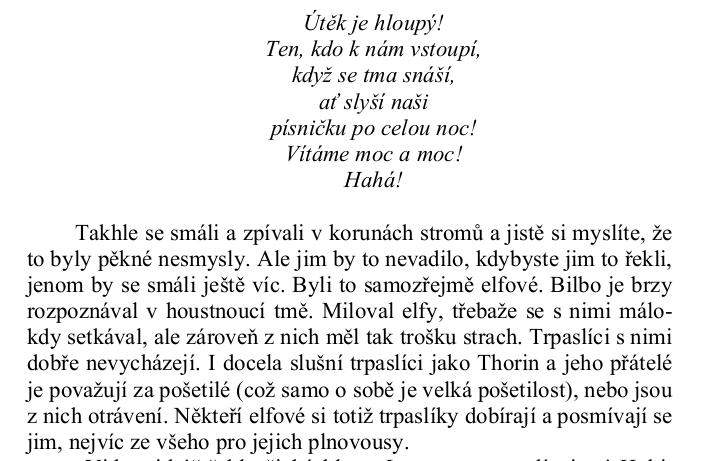 Útěk je hloupý!
Ten, kdo k nám vstoupí,
když se tma snáší,
ať slyší naši
písničku po celou noc!
Vítáme moc a moc!
Hahá!
Takhle se smáli a zpívali v korunách stromů a jistě si myslíte, že
to byly pěkné nesmysly. Ale jim by to nevadilo, kdybyste jim to řekli,
jenom by se smáli ještě víc. Byli to samozřejmě elfové. Bilbo je brzy
rozpoznával v houstnoucí tmě. Miloval elfy, třebaže se s nimi málo-
kdy setkával, ale zároveň z nich měl tak trošku strach. Trpaslíci s nimi
dobře nevycházejí. I docela slušní trpaslíci jako Thorin a jeho přátelé
je považují za pošetilé (což samo o sobě je velká pošetilost), nebo jsou
z nich otrávení. Někteří elfové si totiž trpaslíky dobírají a posmívají se
jim, nejvíc ze všeho pro jejich plnovousy.